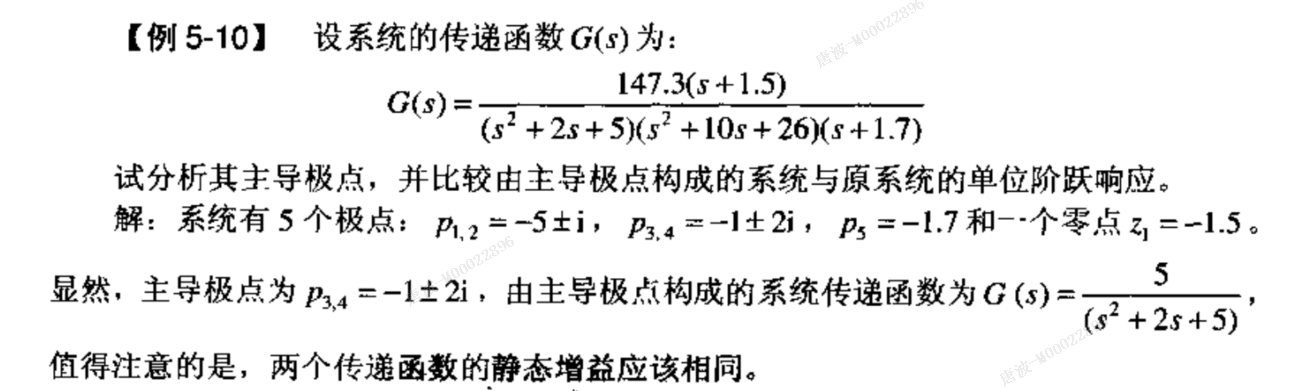 【例 5-10】 设系统的传递函数 G(s) 为：
G(s) = \frac{147.3(s+1.5)}{(s^2+2s+5)(s^2+10s+26)(s+1.7)}
试分析其主导极点，并比较由主导极点构成的系统与原系统的单位阶跃响应。
解：系统有 5 个极点： p_{1,2} = -5±i， p_{3,4} = -1±2i， p_5 = -1.7 和一个零点 z_1 = -1.5。
显然，主导极点为 p_{3,4} = -1±2i，由主导极点构成的系统传递函数为 G (s) = \frac{5}{(s^2+2s+5)}，
值得注意的是，两个传递函数的静态增益应该相同。
唐波-M00022896
M00022896